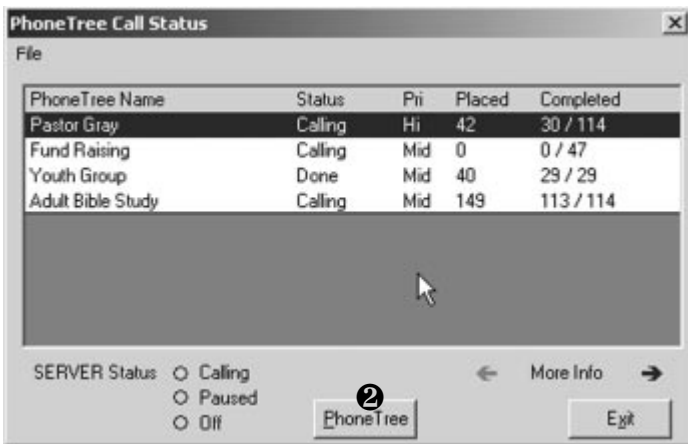 PhoneTree Call Status
File
PhoneTree Name Status Pri Placed Completed
Pastor Gray Calling Hi 42 30 / 114
Fund Raising Calling Mid 0 0 / 47
Youth Group Done Mid 40 29 / 29
Adult Bible Study Calling Mid 149 113 / 114
SERVER Status Calling More Info
Paused
Off
❷
PhoneTree Exit